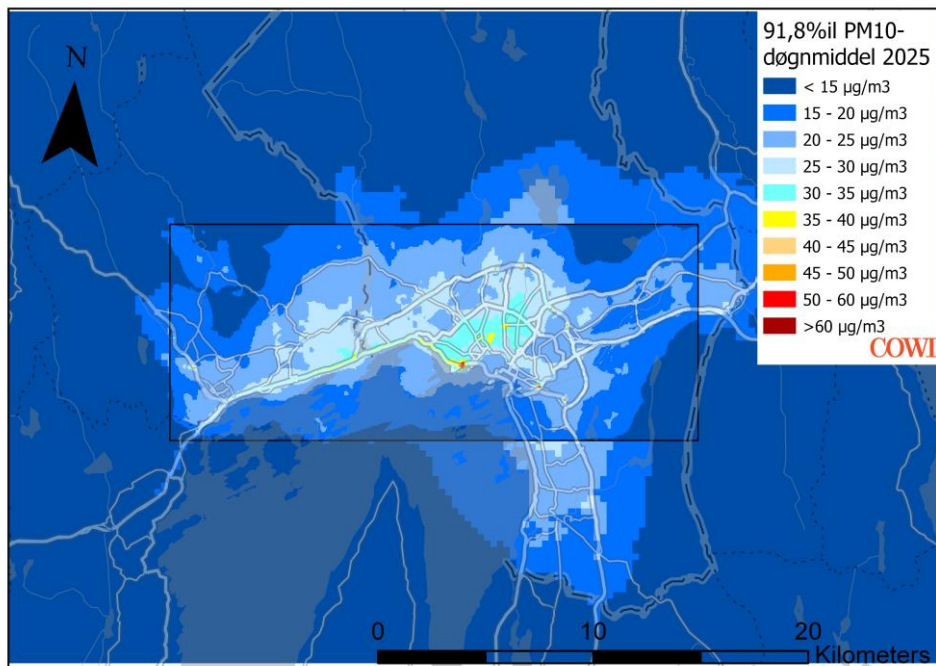 91,8%il PM10-
døgnmiddel 2025
< 15 µg/m3
15 - 20 µg/m3
20 - 25 µg/m3
25 - 30 µg/m3
30 - 35 µg/m3
35 - 40 µg/m3
40 - 45 µg/m3
45 - 50 µg/m3
50 - 60 µg/m3
>60 µg/m3
COWI
N
0 10 20
Kilometers